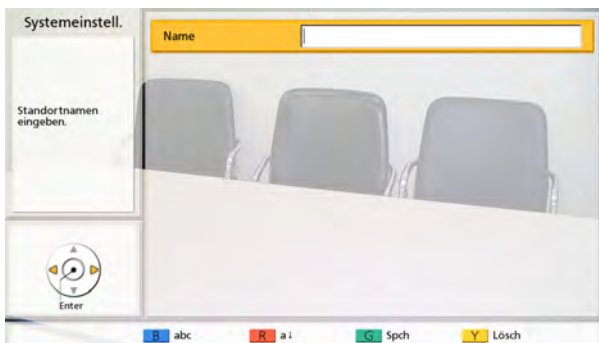 Systemeinstell.
Name
Standortnamen
eingeben.
Enter
B abc R a↓ G Spch Y Lösch